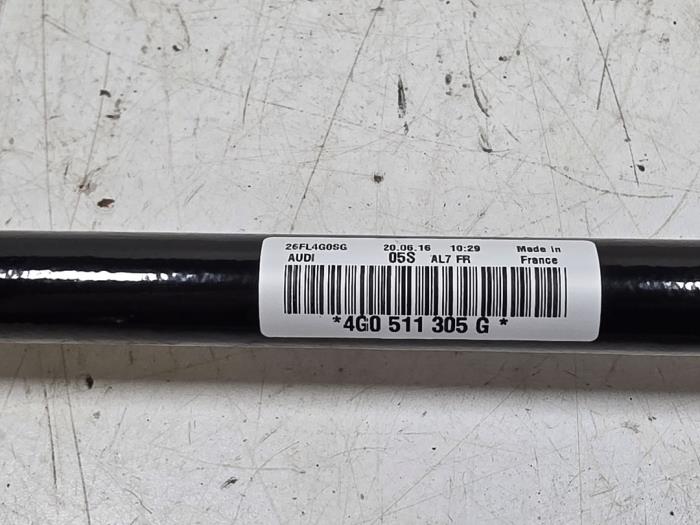 26FL4G0SG 20.06.16 10:29 Made in
AUDI 05S AL7 FR France
*4G0 511 305 G*